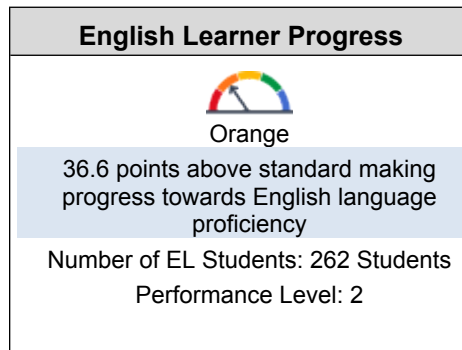 English Learner Progress
Orange
36.6 points above standard making
progress towards English language
proficiency
Number of EL Students: 262 Students
Performance Level: 2